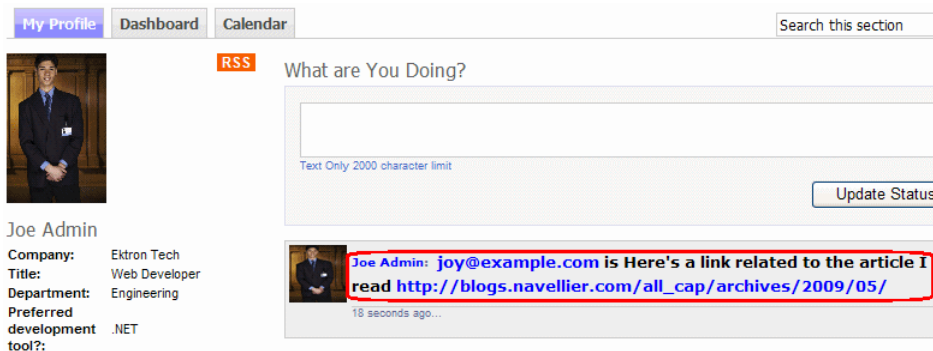 My Profile Dashboard Calendar
Search this section
RSS
What are You Doing?
Text Only 2000 character limit
Update Status
Joe Admin
Company: Ektron Tech
Title: Web Developer
Department: Engineering
Preferred
development .NET
tool?:
Joe Admin: joy@example.com is Here's a link related to the article I
read http://blogs.navellier.com/all_cap/archives/2009/05/
18 seconds ago...